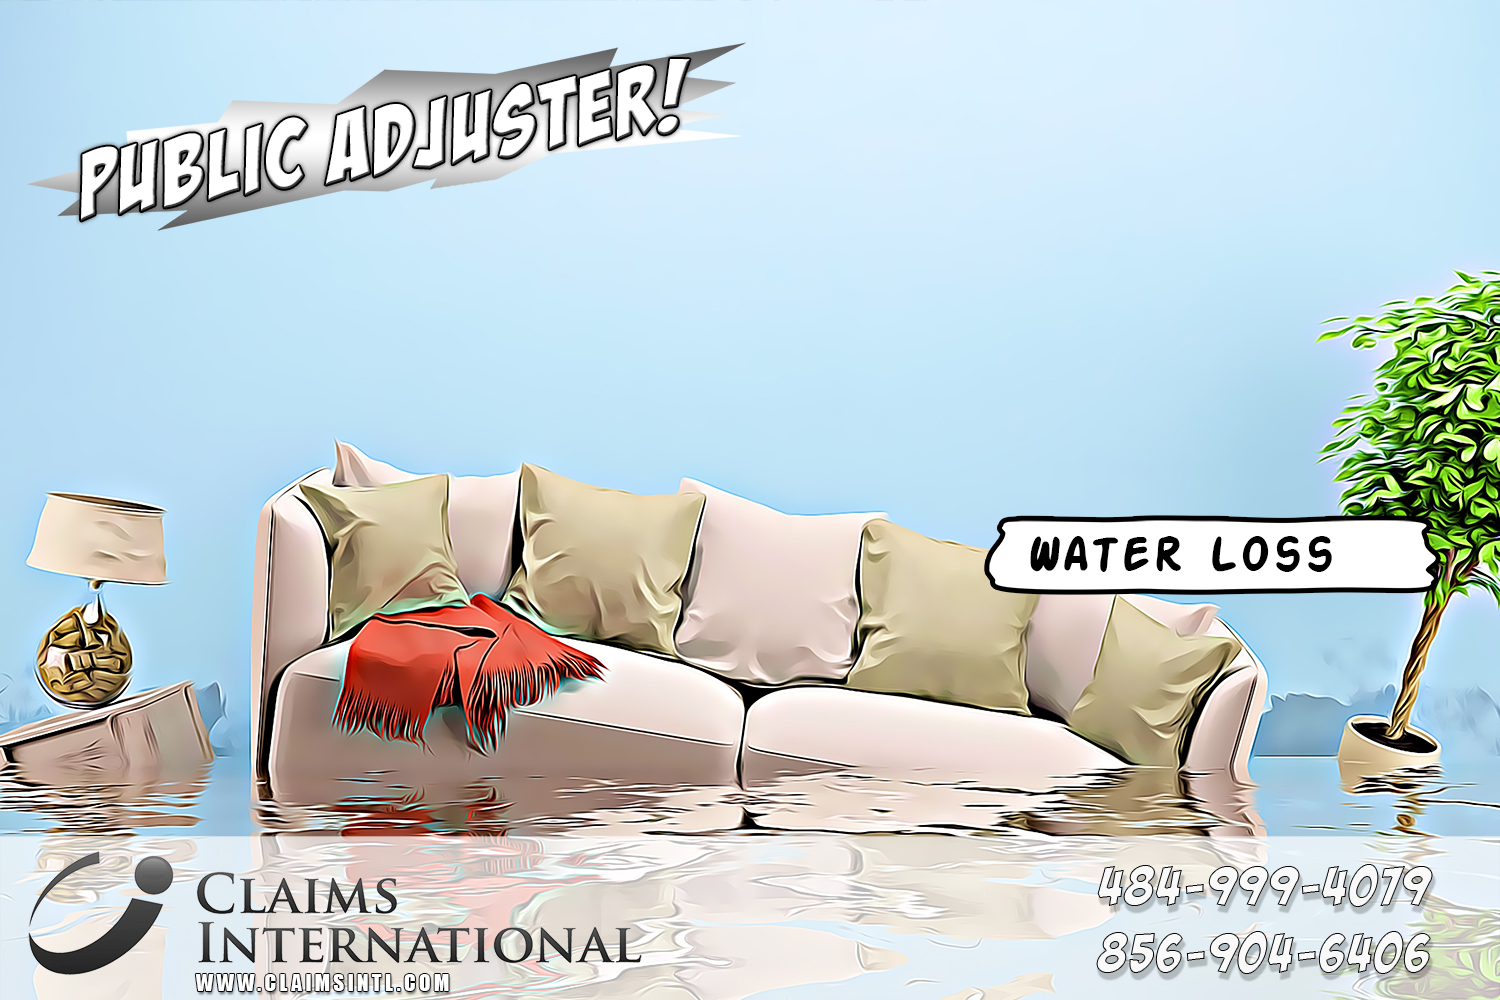 PUBLIC ADJUSTER!
WATER LOSS
CLAIMS
INTERNATIONAL
WWW.CLAIMSINTL.COM
484-999-4079
856-904-6406